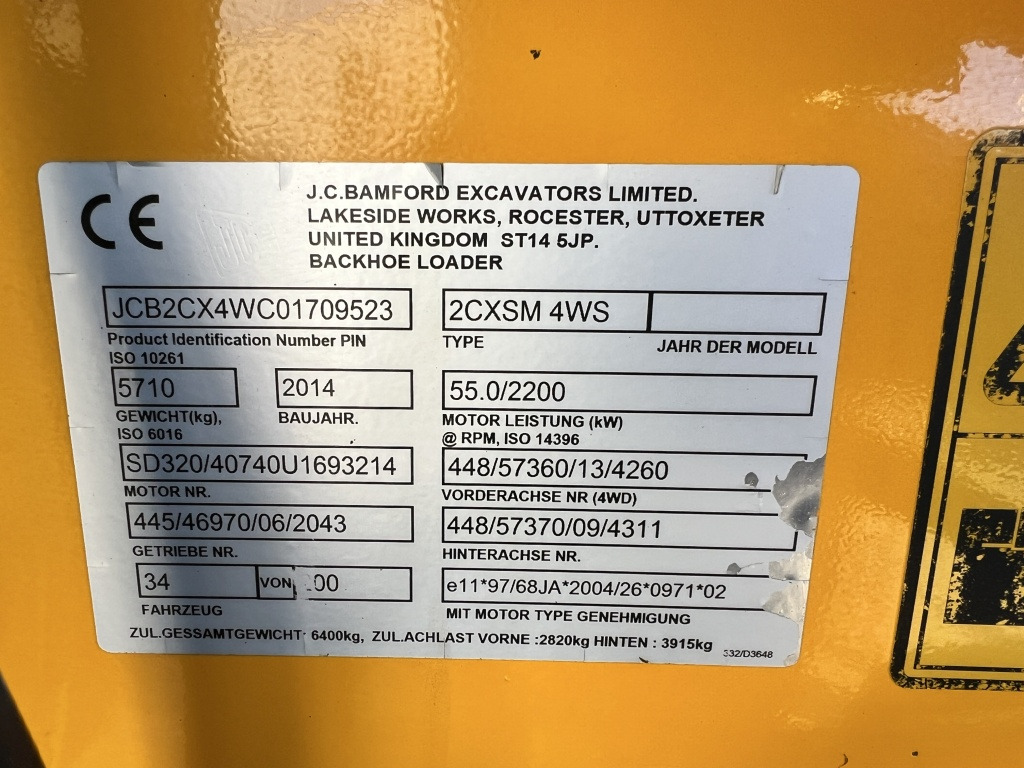 CE
J.C.BAMFORD EXCAVATORS LIMITED.
LAKESIDE WORKS, ROCESTER, UTTOXETER
UNITED KINGDOM ST14 5JP.
BACKHOE LOADER
JCB2CX4WC01709523
Product Identification Number PIN
ISO 10261
2CXSM 4WS
TYPE
JAHR DER MODELL
5710
GEWICHT(kg),
ISO 6016
2014
BAUJAHR.
55.0/2200
MOTOR LEISTUNG (kW)
@ RPM, ISO 14396
SD320/40740U1693214
MOTOR NR.
448/57360/13/4260
VORDERACHSE NR (4WD)
445/46970/06/2043
GETRIEBE NR.
448/57370/09/4311
HINTERACHSE NR.
34
VON
FAHRZEUG
e11*97/68JA*2004/26*0971*02
MIT MOTOR TYPE GENEHMIGUNG
ZUL.GESSAMTGEWICHT: 6400kg, ZUL.ACHLAST VORNE :2820kg HINTEN : 3915kg
332/D3648